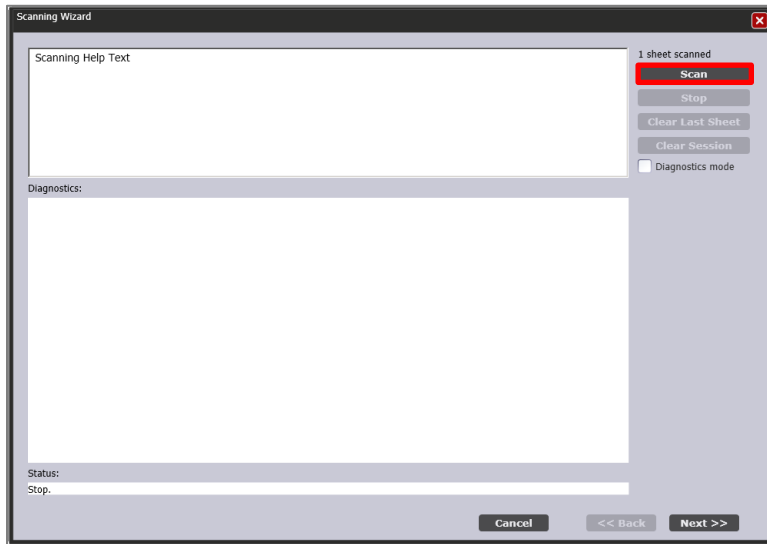 Scanning Wizard
Scanning Help Text
1 sheet scanned
Scan
Stop
Clear Last Sheet
Clear Session
Diagnostics mode
Diagnostics:
Status:
Stop.
Cancel
<< Back
Next >>